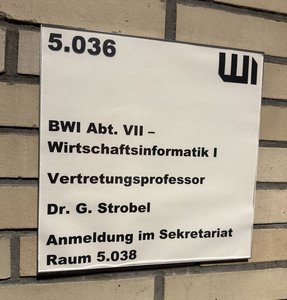 5.036
WI
BWI Abt. VII –
Wirtschaftsinformatik I
Vertretungsprofessor
Dr. G. Strobel
Anmeldung im Sekretariat
Raum 5.038